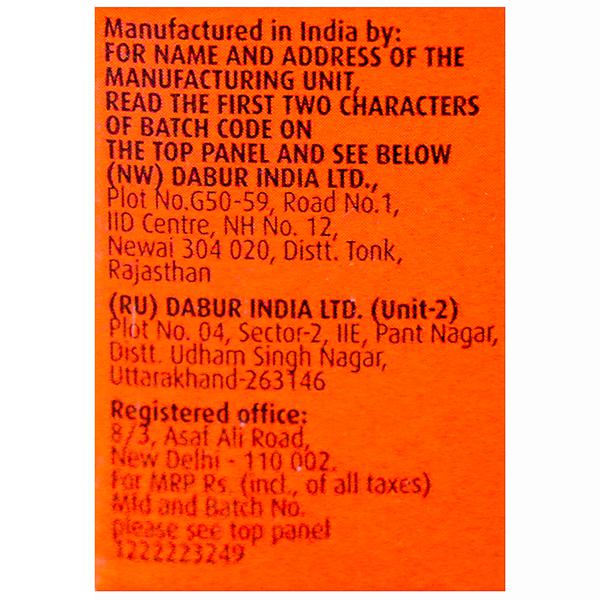 Manufactured in India by:
FOR NAME AND ADDRESS OF THE
MANUFACTURING UNIT,
READ THE FIRST TWO CHARACTERS
OF BATCH CODE ON
THE TOP PANEL AND SEE BELOW
(NW) DABUR INDIA LTD.,
Plot No.G50-59, Road No.1,
IID Centre, NH No. 12,
Newai 304 020, Distt. Tonk,
Rajasthan
(RU) DABUR INDIA LTD. (Unit-2)
Plot No. 04, Sector-2, IIE, Pant Nagar,
Distt. Udham Singh Nagar,
Uttarakhand-263146
Registered office:
8/3, Asaf Ali Road,
New Delhi - 110 002.
For MRP Rs. (incl., of all taxes)
Mfd and Batch No.
please see top panel
1222223249